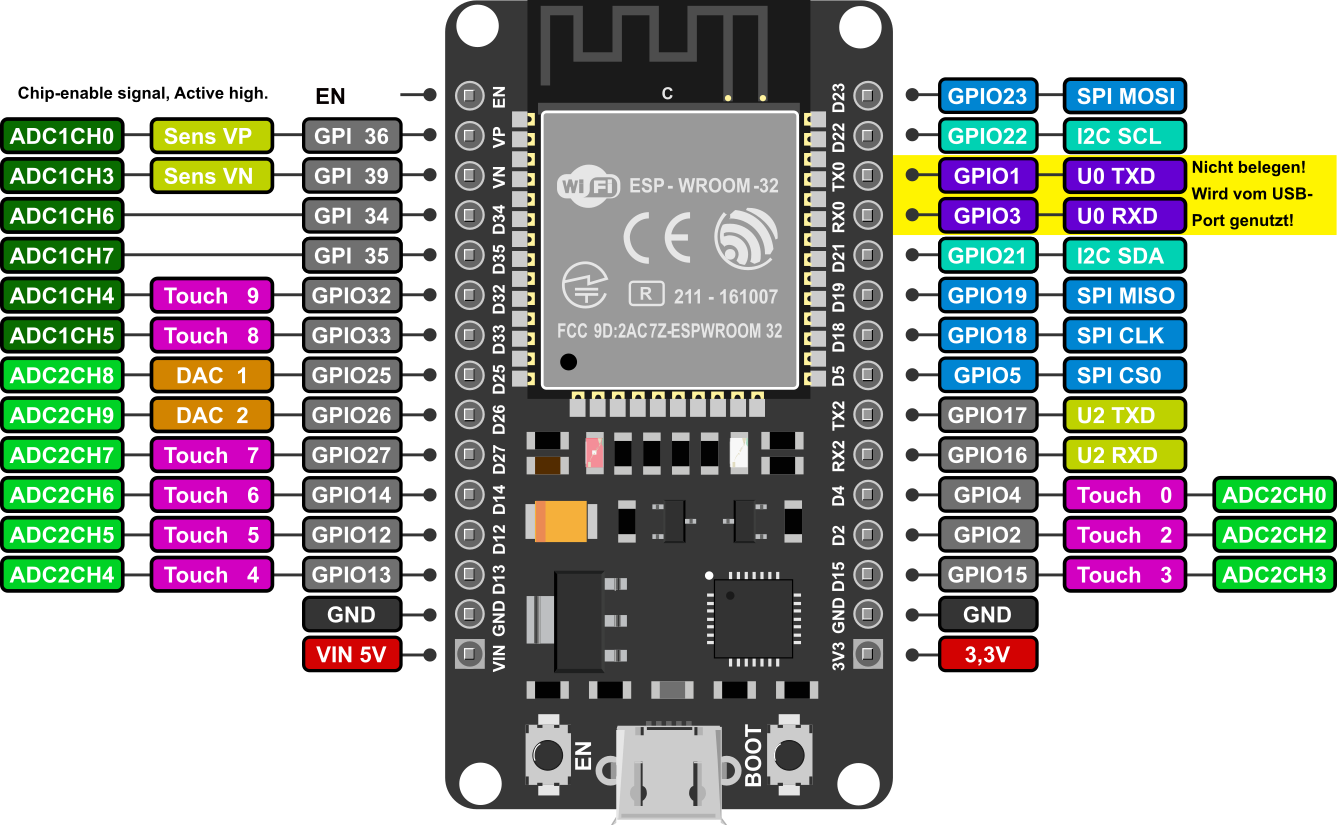 Chip-enable signal, Active high. EN EN D23 GPIO23 SPI MOSI
ADC1CH0 Sens VP GPI 36 VP D22 GPIO22 I2C SCL
ADC1CH3 Sens VN GPI 39 VN TX0 GPIO1 U0 TXD
ADC1CH6 GPI 34 D34 RX0 GPIO3 U0 RXD
Nicht belegen!
Wird vom USB-
Port genutzt!
ADC1CH7 GPI 35 D35 D21 GPIO21 I2C SDA
ADC1CH4 Touch 9 GPIO32 D32 D19 GPIO19 SPI MISO
ADC1CH5 Touch 8 GPIO33 D33 D18 GPIO18 SPI CLK
ADC2CH8 DAC 1 GPIO25 D25 D5 GPIO5 SPI CS0
ADC2CH9 DAC 2 GPIO26 D26 TX2 GPIO17 U2 TXD
ADC2CH7 Touch 7 GPIO27 D27 RX2 GPIO16 U2 RXD
ADC2CH6 Touch 6 GPIO14 D14 D4 GPIO4 Touch 0 ADC2CH0
ADC2CH5 Touch 5 GPIO12 D12 D2 GPIO2 Touch 2 ADC2CH2
ADC2CH4 Touch 4 GPIO13 D13 D15 GPIO15 Touch 3 ADC2CH3
GND GND GND GND
VIN 5V VIN 3V3 3,3V
C
Wi Fi ESP - WROOM -32
CE
R 211 - 161007
FCC 9D:2AC7Z-ESPWROOM 32
EN BOOT